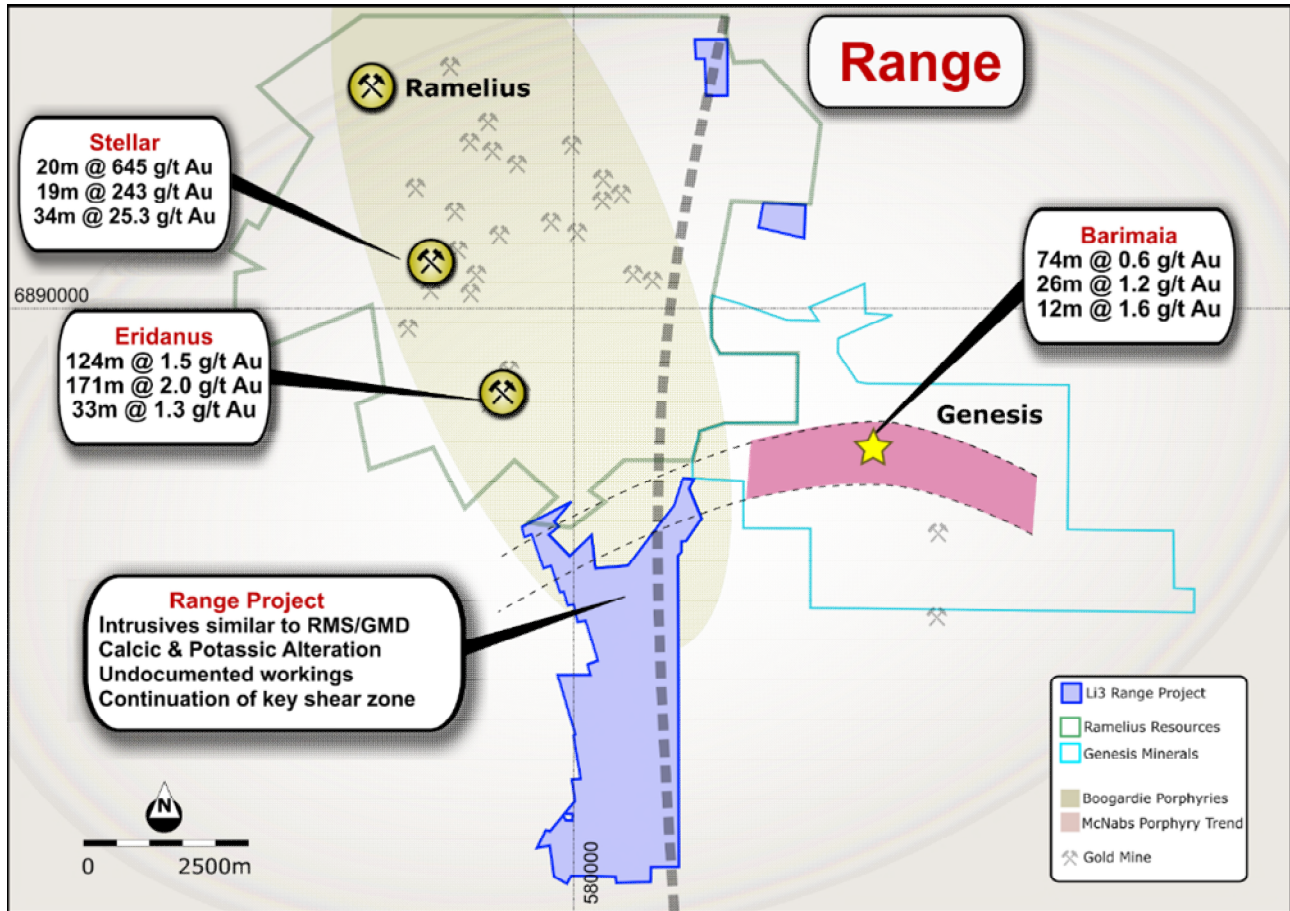 Range
Ramelius
Stellar
20m @ 645 g/t Au
19m @ 243 g/t Au
34m @ 25.3 g/t Au
Barimaia
74m @ 0.6 g/t Au
26m @ 1.2 g/t Au
12m @ 1.6 g/t Au
6890000
Eridanus
124m @ 1.5 g/t Au
171m @ 2.0 g/t Au
33m @ 1.3 g/t Au
Genesis
Range Project
Intrusives similar to RMS/GMD
Calcic & Potassic Alteration
Undocumented workings
Continuation of key shear zone
Li3 Range Project
Ramelius Resources
Genesis Minerals
Boogardie Porphyries
McNabs Porphyry Trend
Gold Mine
N
0 2500m
580000